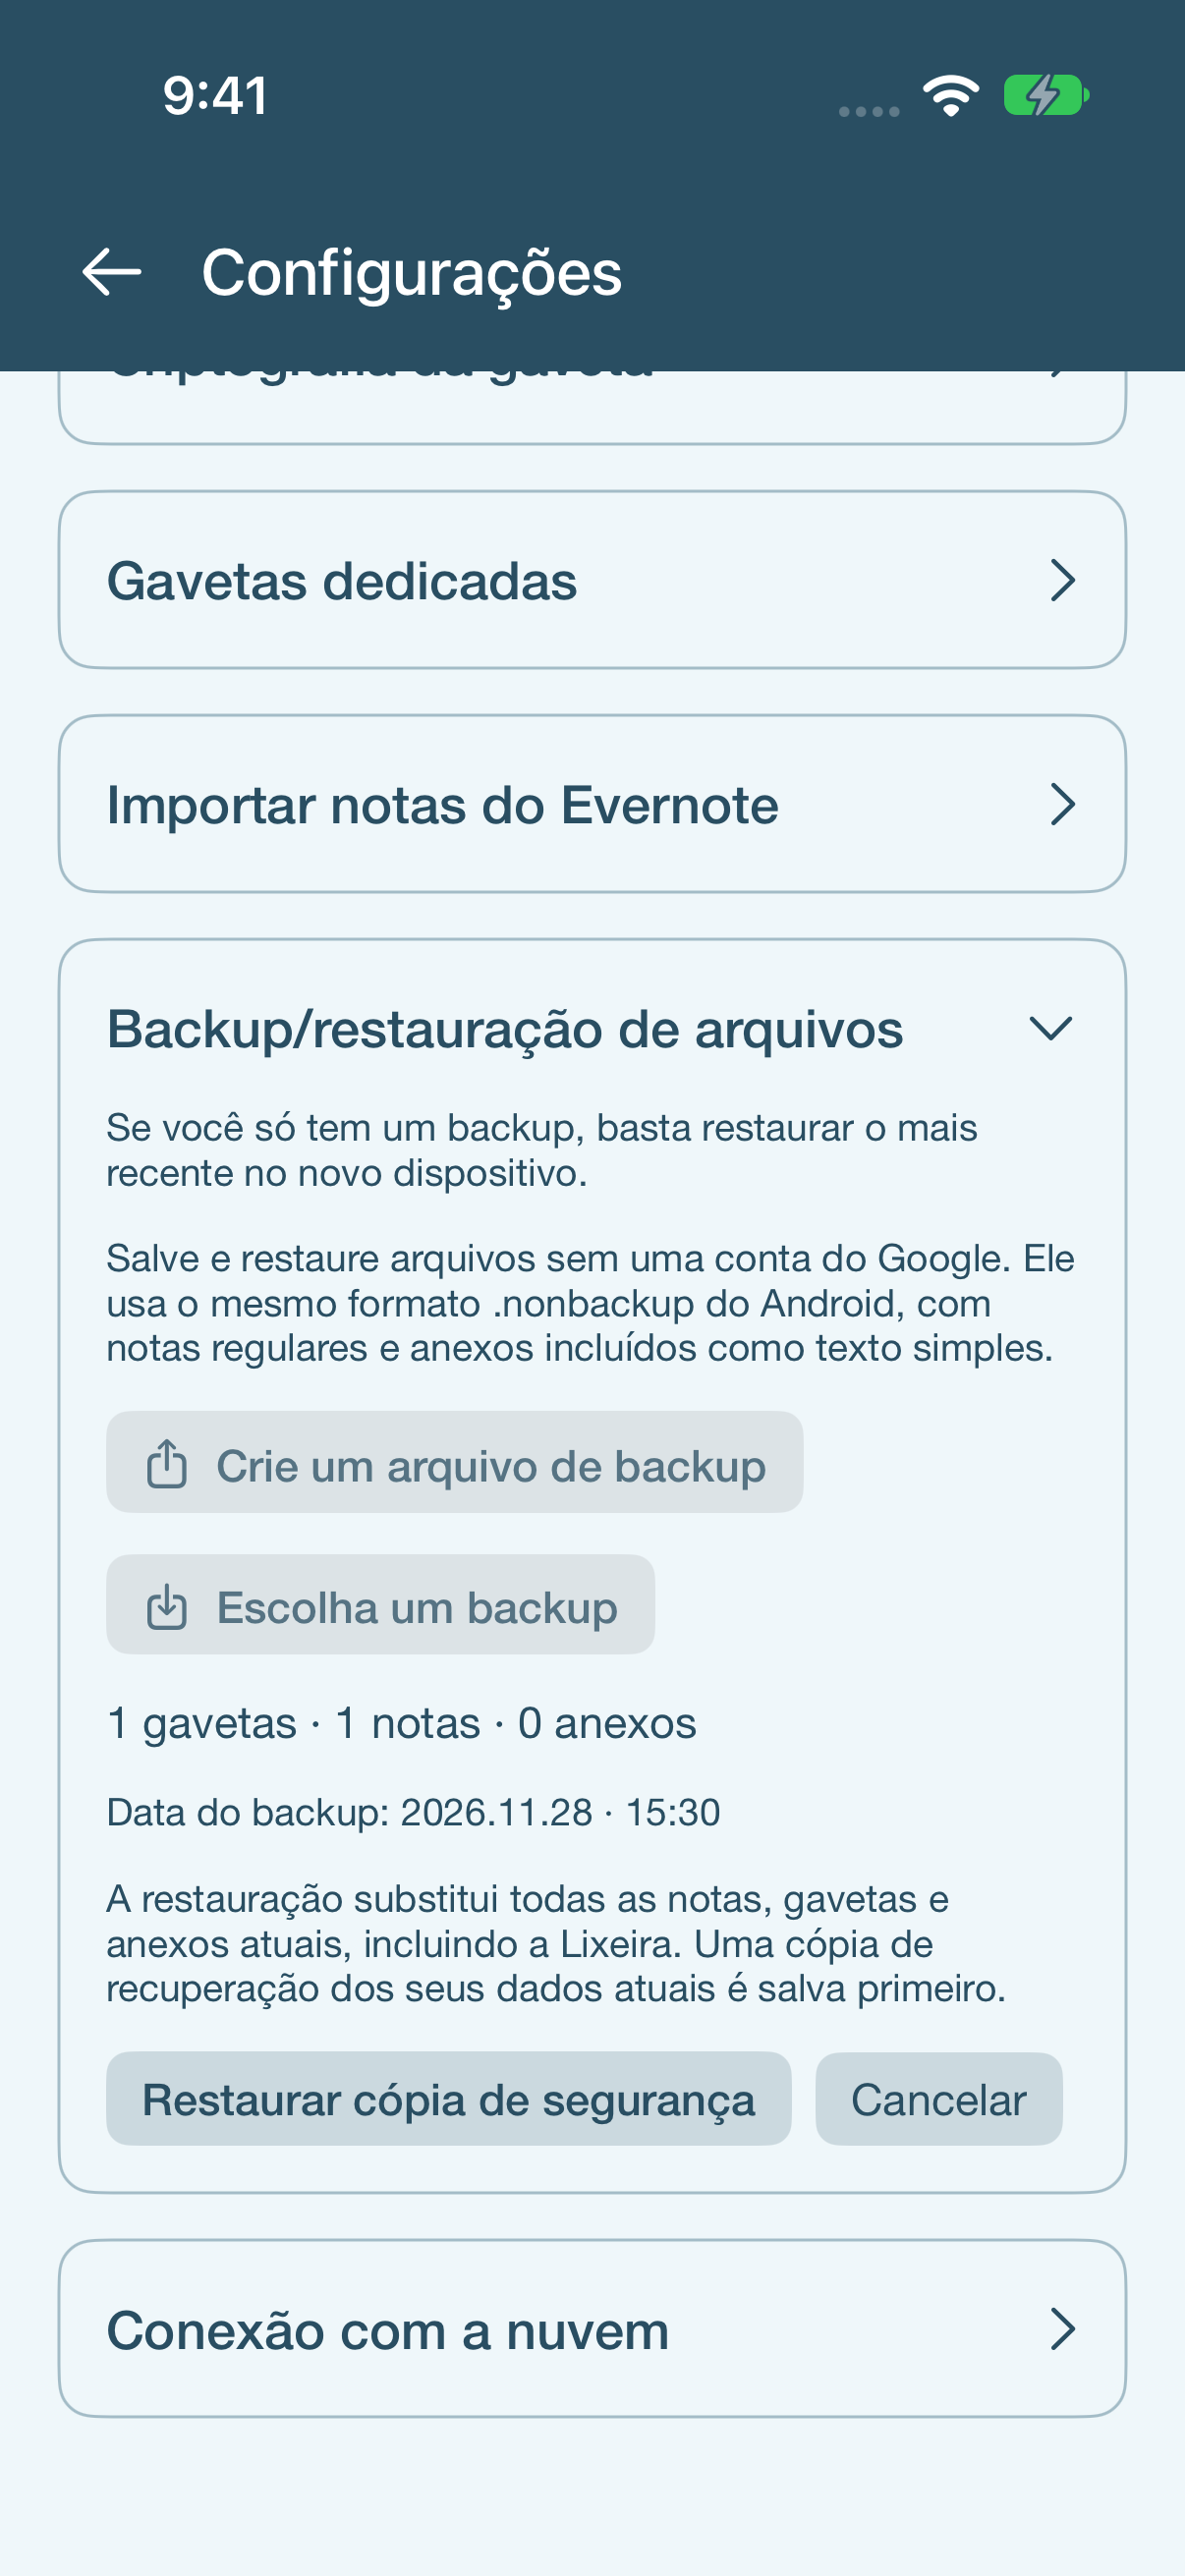 9:41
Configurações
Criptografia da gaveta
Gavetas dedicadas
Importar notas do Evernote
Backup/restauração de arquivos
Se você só tem um backup, basta restaurar o mais
recente no novo dispositivo.
Salve e restaure arquivos sem uma conta do Google. Ele
usa o mesmo formato .nonbackup do Android, com
notas regulares e anexos incluídos como texto simples.
Crie um arquivo de backup
Escolha um backup
1 gavetas · 1 notas · 0 anexos
Data do backup: 2026.11.28 · 15:30
A restauração substitui todas as notas, gavetas e
anexos atuais, incluindo a Lixeira. Uma cópia de
recuperação dos seus dados atuais é salva primeiro.
Restaurar cópia de segurança
Cancelar
Conexão com a nuvem